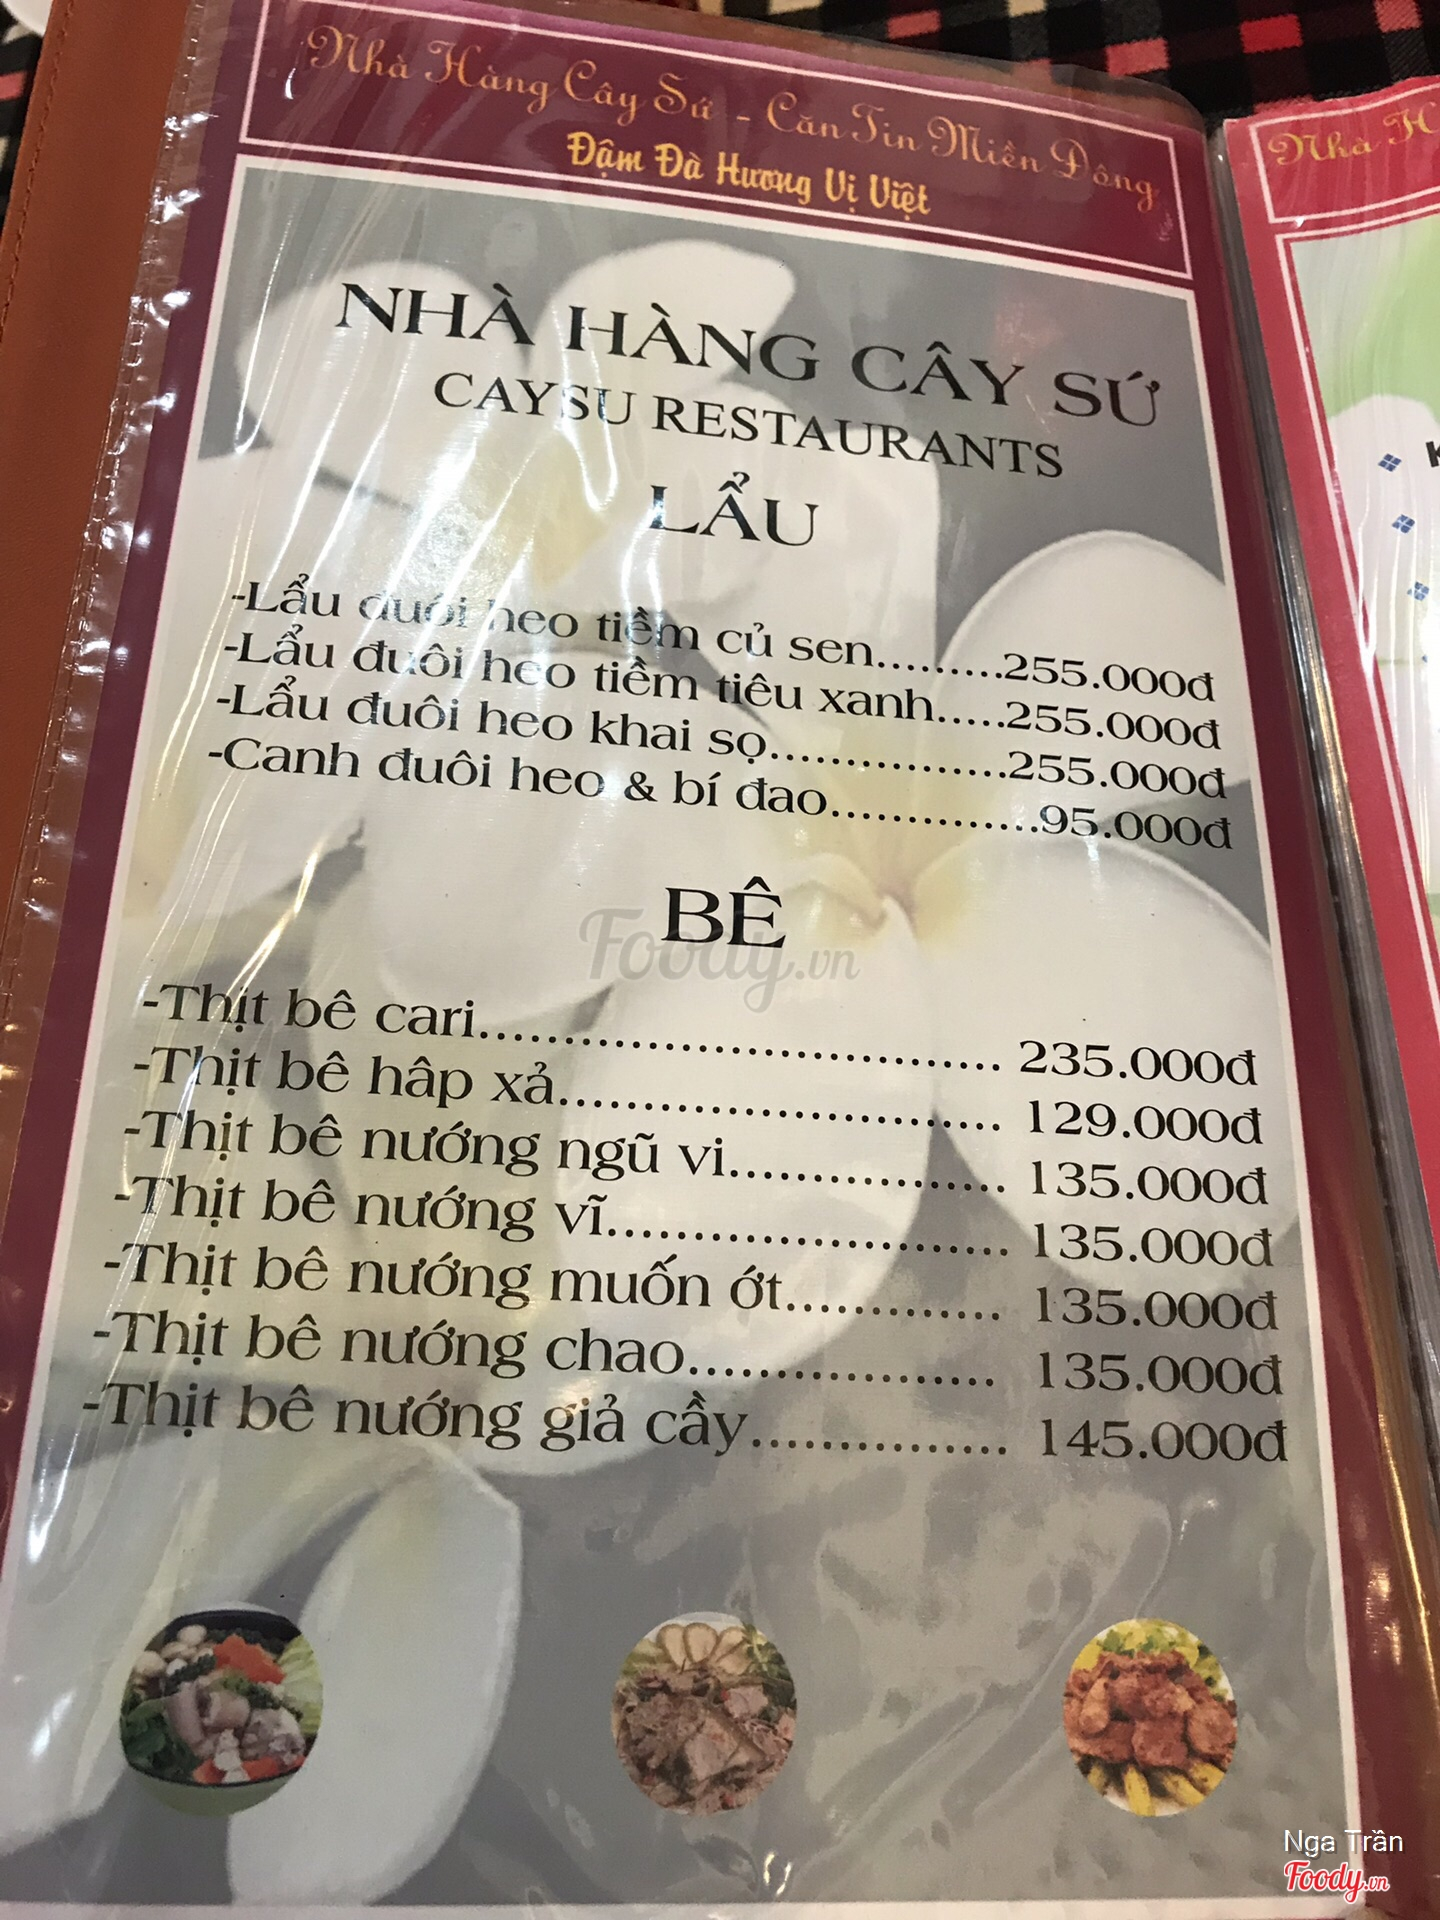 Nhà Hàng Cây Sứ - Căn Tin Miền Đông
Đậm Đà Hương Vị Việt
NHÀ HÀNG CÂY SỨ
CAYSU RESTAURANTS
LẨU
-Lẩu đuôi heo tiềm củ sen.........255.000đ
-Lẩu đuôi heo tiềm tiêu xanh.....255.000đ
-Lẩu đuôi heo khai sọ................255.000đ
-Canh đuôi heo & bí đao..............95.000đ
BÊ
-Thịt bê cari................................ 235.000đ
-Thịt bê hâp xả........................... 129.000đ
-Thịt bê nướng ngũ vi................. 135.000đ
-Thịt bê nướng vĩ........................ 135.000đ
-Thịt bê nướng muốn ớt............. 135.000đ
-Thịt bê nướng chao................... 135.000đ
-Thịt bê nướng giả cầy................ 145.000đ
Foody.vn
Nhà H
K
Nga Trần
Foody.vn